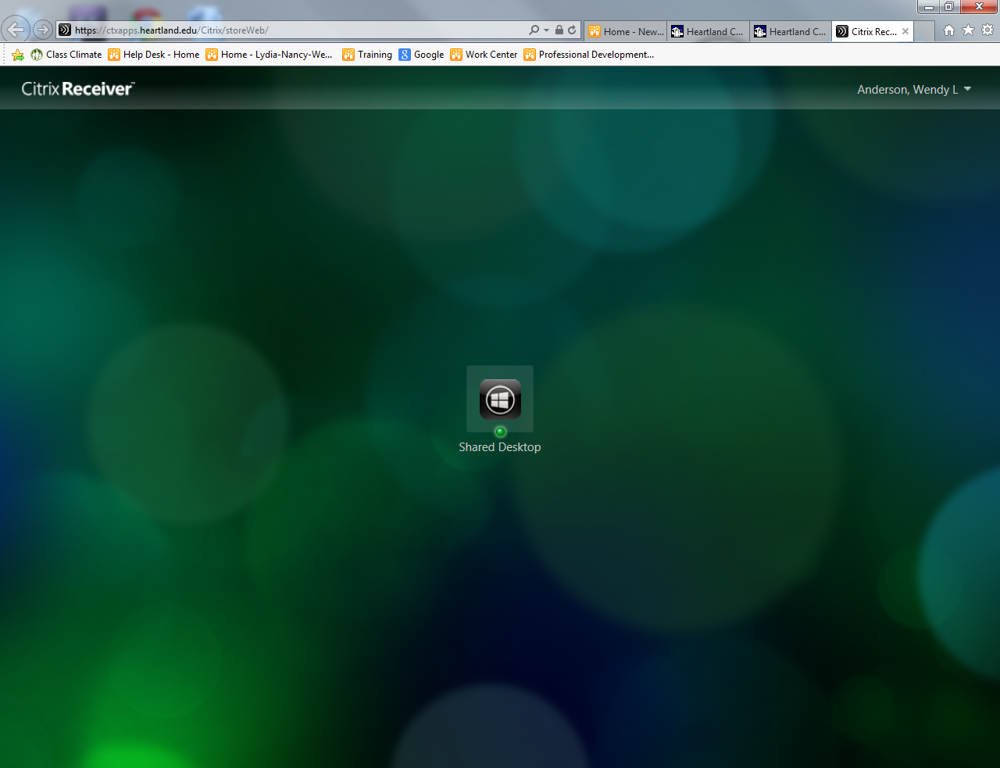 https://ctxapps.heartland.edu/Citrix/storeWeb/
Home - New...
Heartland C...
Heartland C...
Citrix Rec...
Class Climate
Help Desk - Home
Home - Lydia-Nancy-We...
Training
Google
Work Center
Professional Development...
Citrix Receiver™
Anderson, Wendy L
Shared Desktop